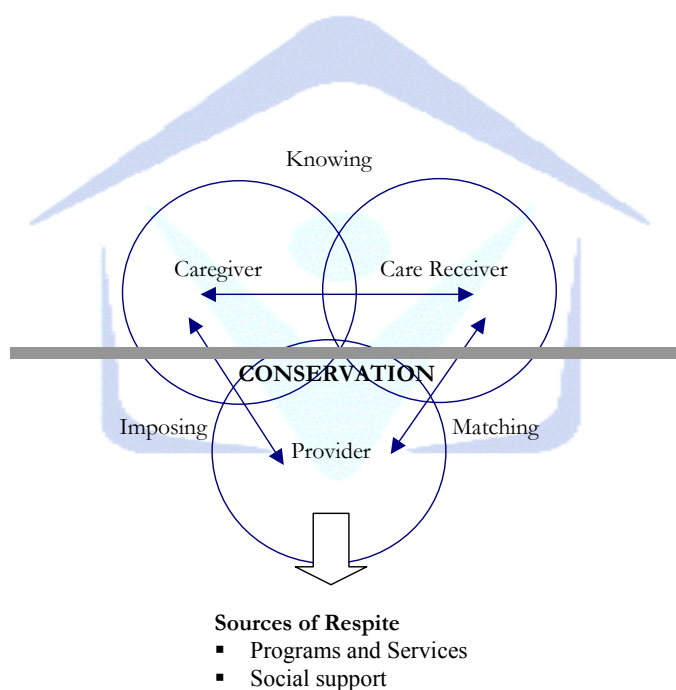 Knowing
Caregiver Care Receiver
CONSERVATION
Imposing Matching
Provider
Sources of Respite
▪ Programs and Services
▪ Social support